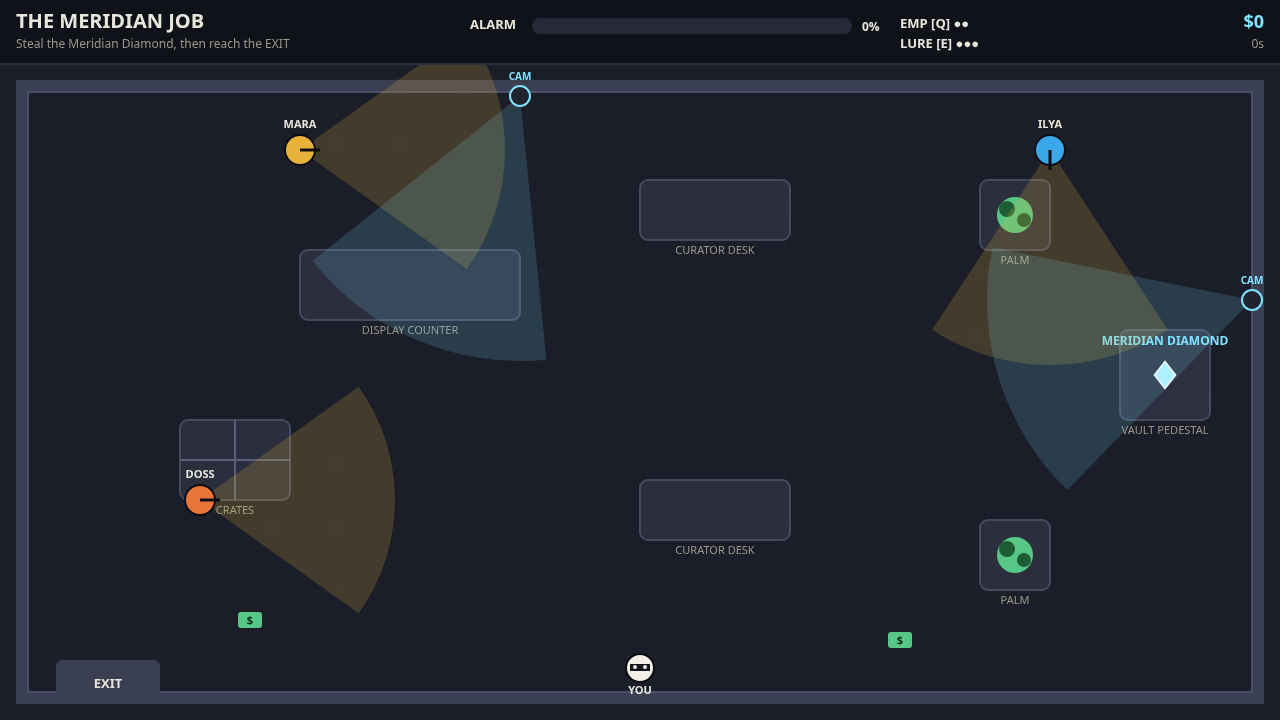 THE MERIDIAN JOB
Steal the Meridian Diamond, then reach the EXIT
ALARM
0%
EMP [Q] ●●
LURE [E] ●●●
$0
0s
CAM
MARA
ILYA
CURATOR DESK
PALM
CAM
DISPLAY COUNTER
MERIDIAN DIAMOND
VAULT PEDESTAL
DOSS
CRATES
CURATOR DESK
PALM
$
$
EXIT
YOU